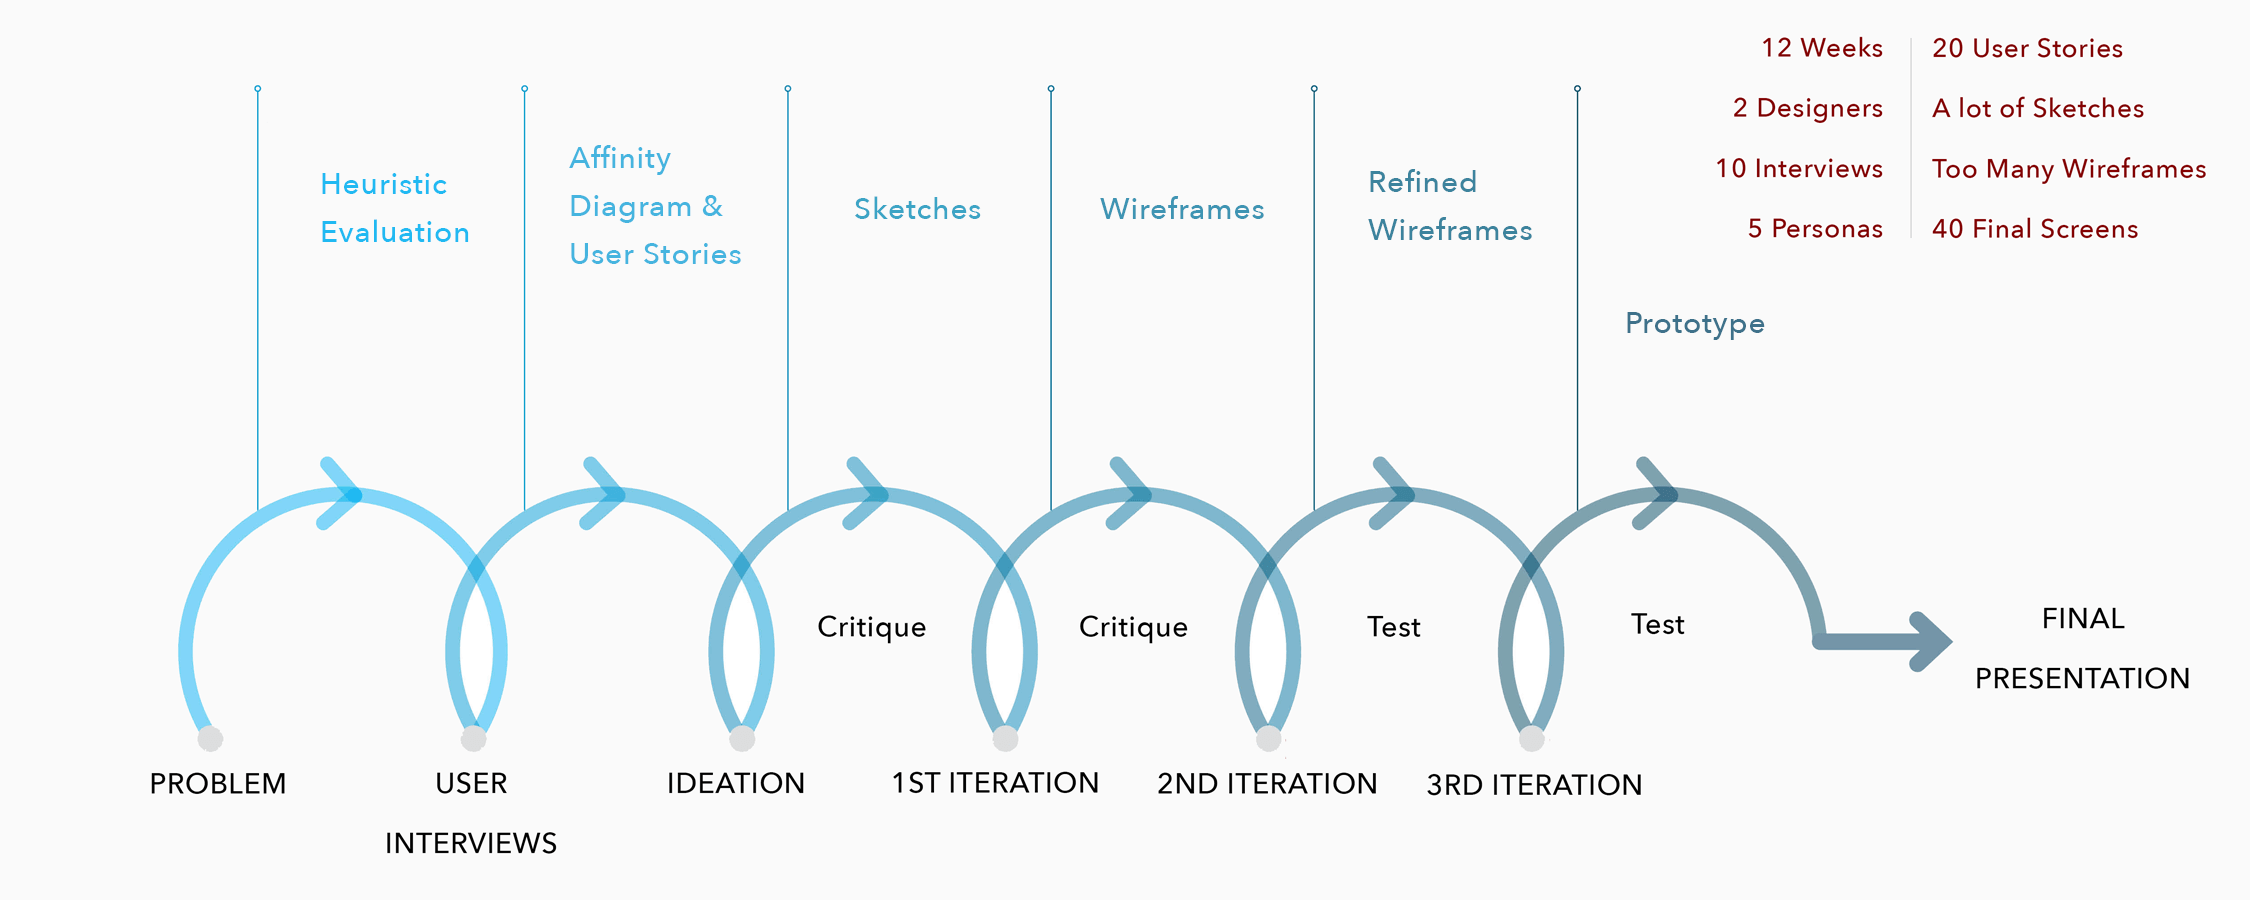 12 Weeks
2 Designers
10 Interviews
5 Personas
20 User Stories
A lot of Sketches
Too Many Wireframes
40 Final Screens
Heuristic
Evaluation
Affinity
Diagram &
User Stories
Sketches
Wireframes
Refined
Wireframes
Prototype
Critique
Critique
Test
Test
PROBLEM
USER
INTERVIEWS
IDEATION
1ST ITERATION
2ND ITERATION
3RD ITERATION
FINAL
PRESENTATION